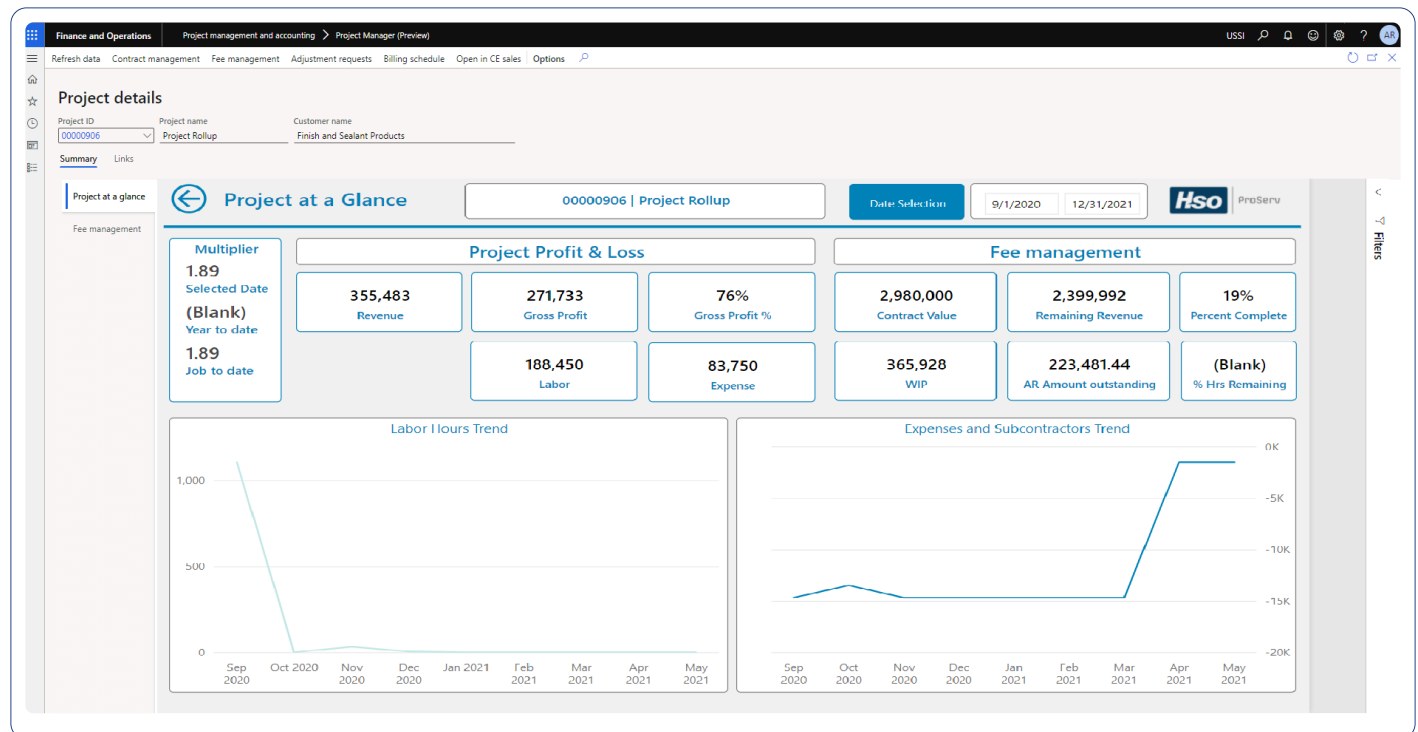 Finance and Operations Project management and accounting > Project Manager (Preview) USSI ? AR
Refresh data Contract management Fee management Adjustment requests Billing schedule Open in CE sales Options
Project details
Project ID Project name Customer name
00000906 Project Rollup Finish and Sealant Products
Summary Links
Project at a glance
Fee management
Project at a Glance 00000906 | Project Rollup Date Selection 9/1/2020 12/31/2021 Hso ProServ
Filters
Multiplier
1.89
Selected Date
(Blank)
Year to date
1.89
Job to date
Project Profit & Loss
355,483
Revenue
271,733
Gross Profit
76%
Gross Profit %
188,450
Labor
83,750
Expense
Fee management
2,980,000
Contract Value
2,399,992
Remaining Revenue
19%
Percent Complete
365,928
WIP
223,481.44
AR Amount outstanding
(Blank)
% Hrs Remaining
Labor Hours Trend
1,000
500
0
Sep Oct 2020 Nov Dec Jan 2021 Feb Mar Apr May
2020 2020 2020 2021 2021 2021 2021
Expenses and Subcontractors Trend
0K
-5K
-10K
-15K
-20K
Sep Oct Nov Dec Jan Feb Mar Apr May
2020 2020 2020 2020 2021 2021 2021 2021 2021